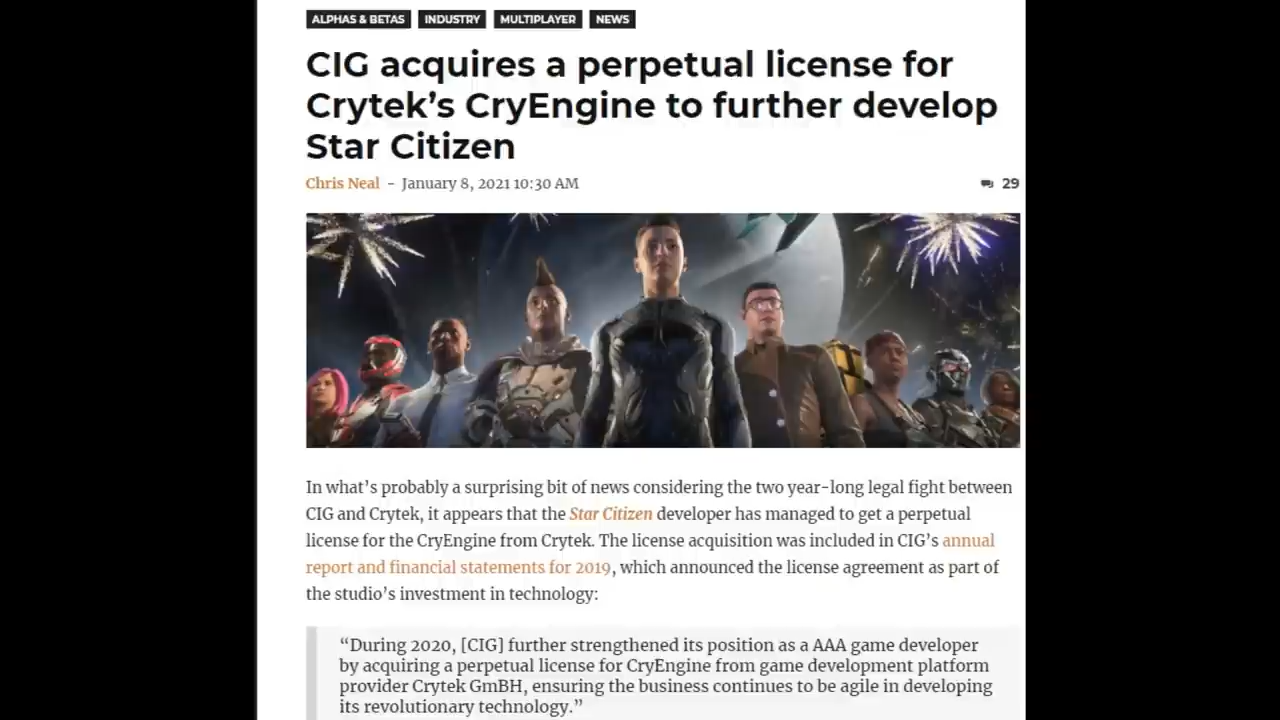 ALPHAS & BETAS INDUSTRY MULTIPLAYER NEWS
CIG acquires a perpetual license for
Crytek’s CryEngine to further develop
Star Citizen
Chris Neal - January 8, 2021 10:30 AM 29
In what’s probably a surprising bit of news considering the two year-long legal fight between
CIG and Crytek, it appears that the Star Citizen developer has managed to get a perpetual
license for the CryEngine from Crytek. The license acquisition was included in CIG’s annual
report and financial statements for 2019, which announced the license agreement as part of
the studio’s investment in technology:
“During 2020, [CIG] further strengthened its position as a AAA game developer
by acquiring a perpetual license for CryEngine from game development platform
provider Crytek GmBH, ensuring the business continues to be agile in developing
its revolutionary technology.”